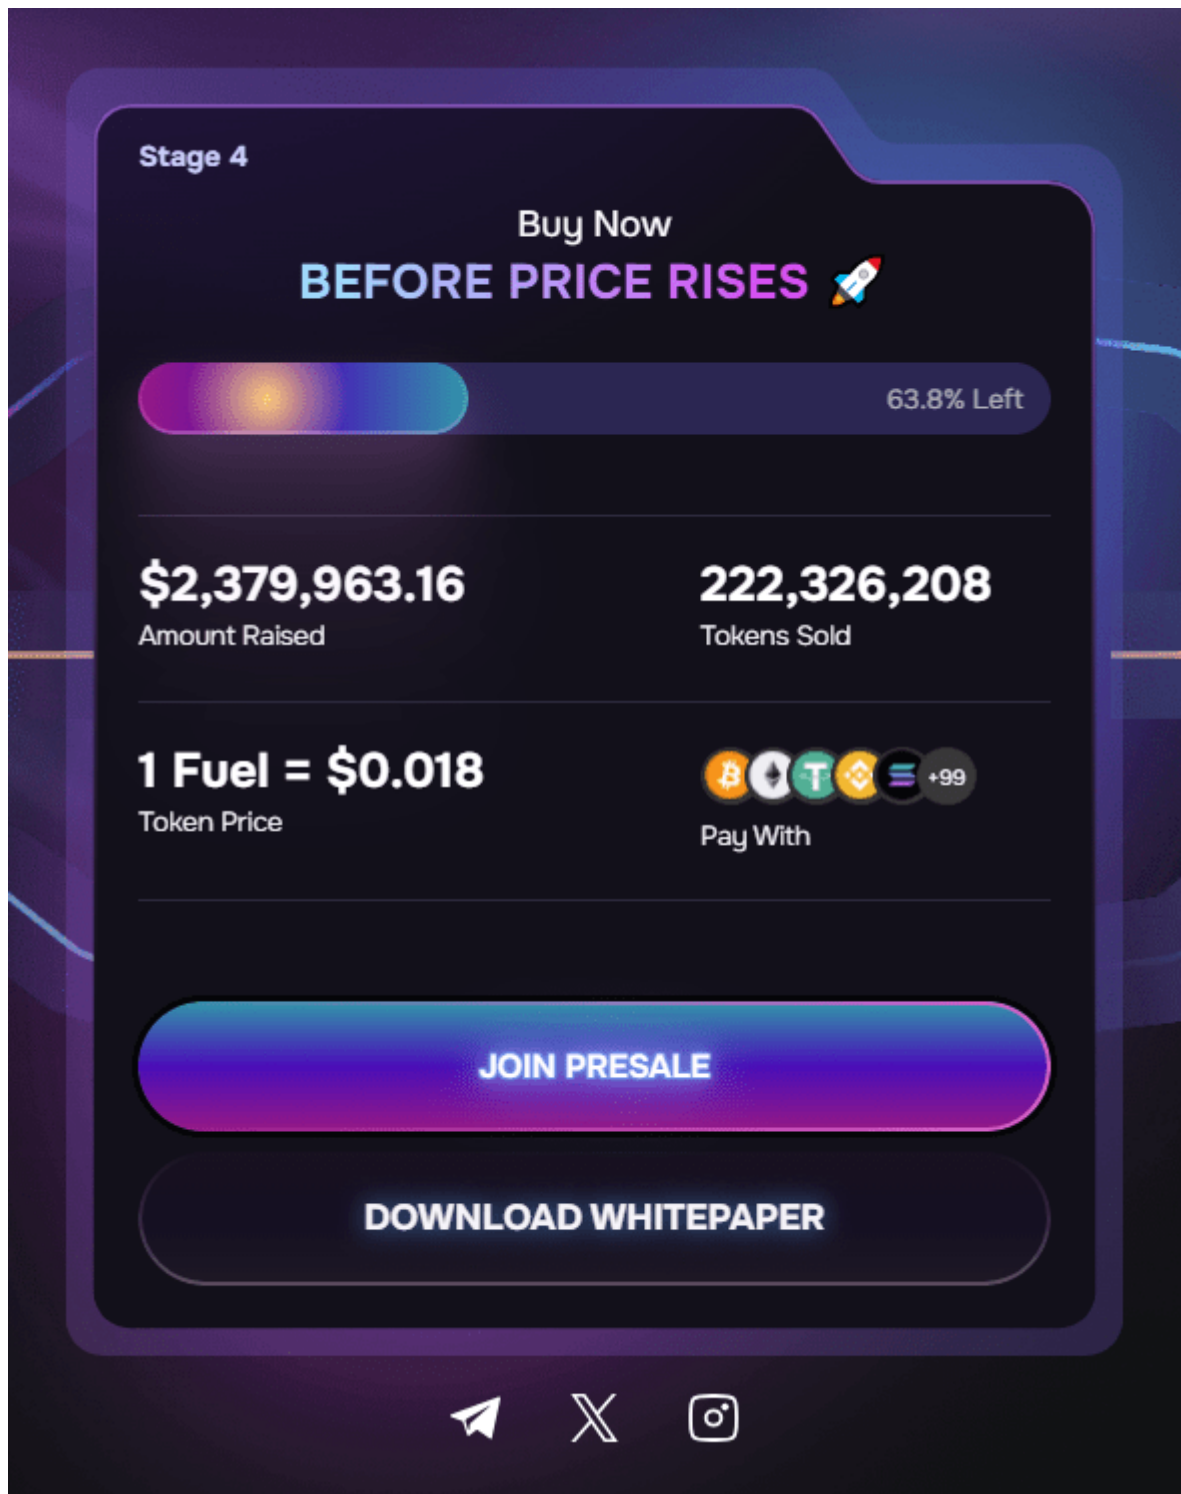 Stage 4
Buy Now
BEFORE PRICE RISES 🚀
63.8% Left
$2,379,963.16
Amount Raised
222,326,208
Tokens Sold
1 Fuel = $0.018
Token Price
+99
Pay With
JOIN PRESALE
DOWNLOAD WHITEPAPER